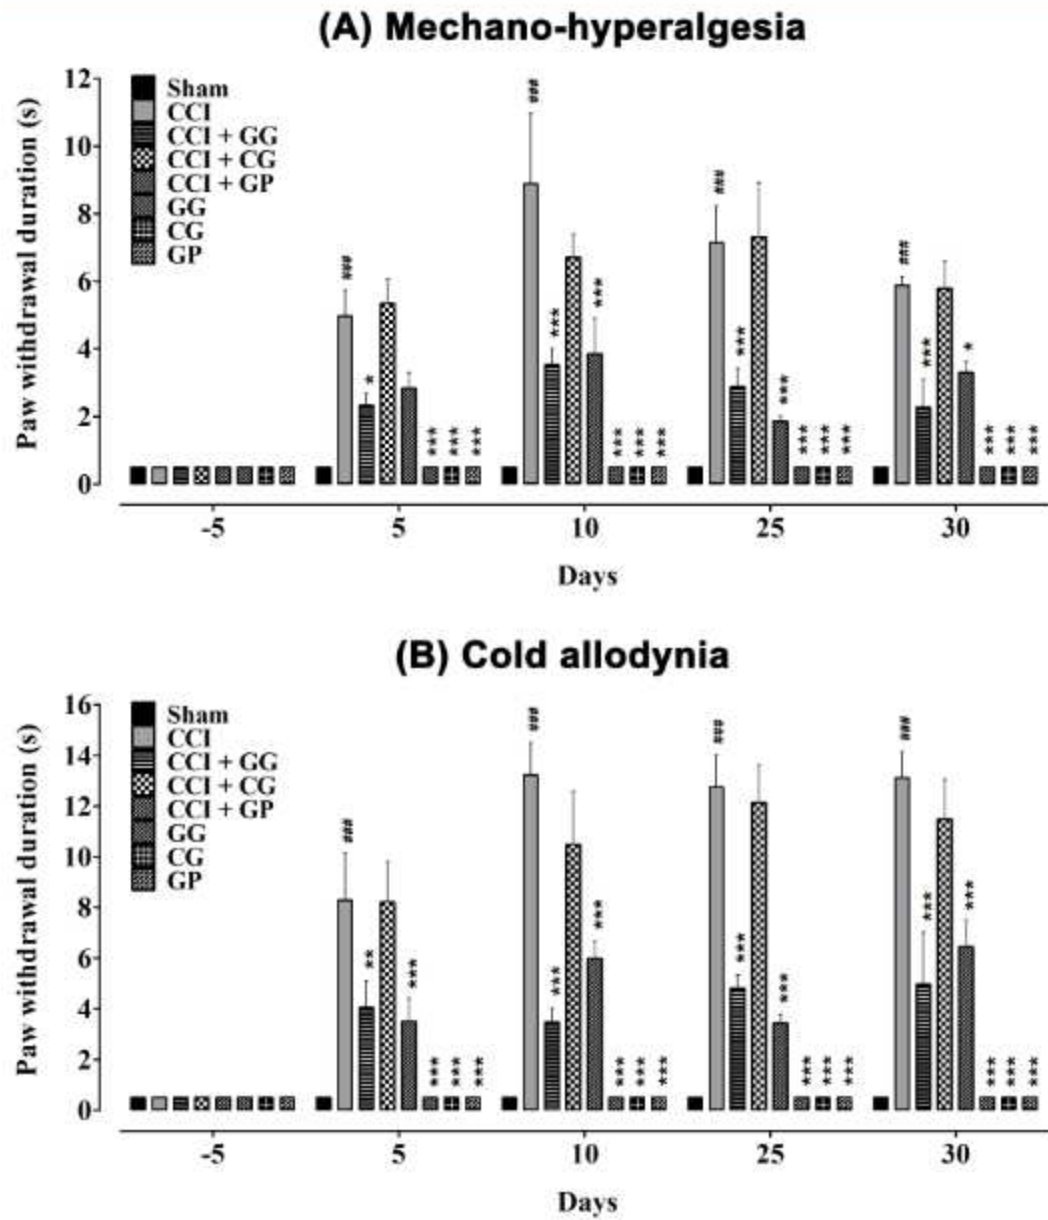 (A) Mechano-hyperalgesia
Paw withdrawal duration (s)
12
10
8
6
4
2
0
Sham
CCI
CCI + GG
CCI + CG
CCI + GP
GG
CG
GP
### * *** *** ***
### *** *** *** *** ***
### *** *** *** *** ***
### *** * *** *** ***
-5 5 10 25 30
Days
(B) Cold allodynia
Paw withdrawal duration (s)
16
14
12
10
8
6
4
2
0
Sham
CCI
CCI + GG
CCI + CG
CCI + GP
GG
CG
GP
### ** *** *** *** ***
### *** *** *** *** ***
### *** *** *** *** ***
### *** *** *** *** ***
-5 5 10 25 30
Days